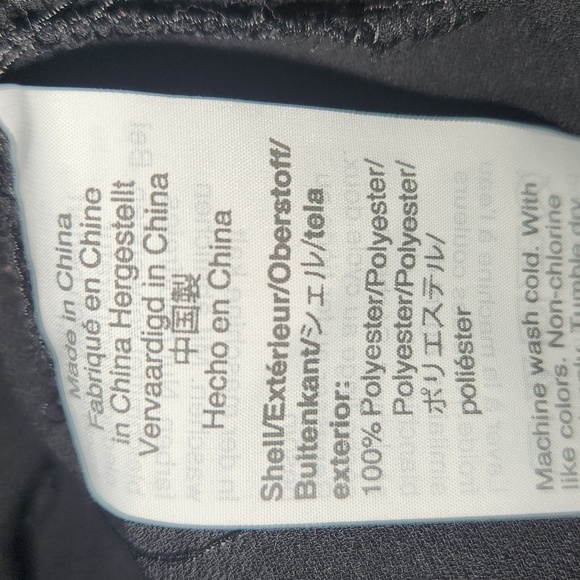 Made in China
Fabriqué en Chine
in China Hergestellt
Vervaardigd in China
中国製
Hecho en China
Shell/Extérieur/Oberstoff/
Buitenkant/シェル/tela
exterior:
100% Polyester/Polyester/
Polyester/Polyester/
ポリエステル/
poliéster
Machine wash cold. With
like colors. Non-chlorine
Tumble dry